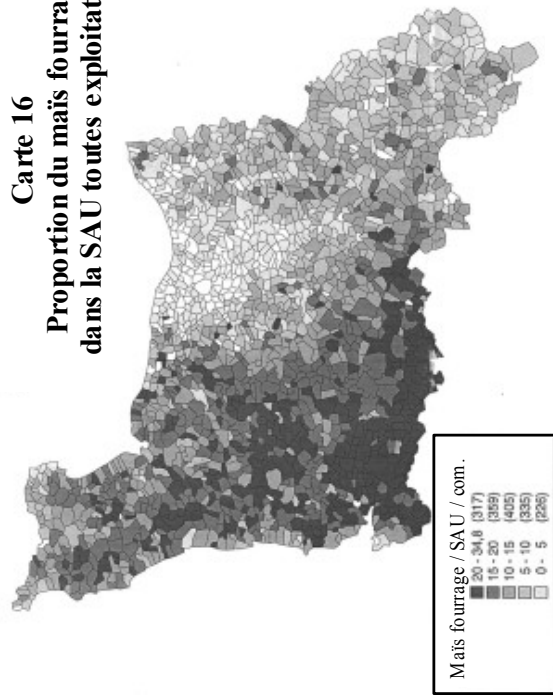 Carte 16
Proportion du maïs fourra
dans la SAU toutes exploitat
Maïs fourrage / SAU / com.
20 - 34,8 (317)
15 - 20 (359)
10 - 15 (405)
5 - 10 (335)
0 - 5 (226)